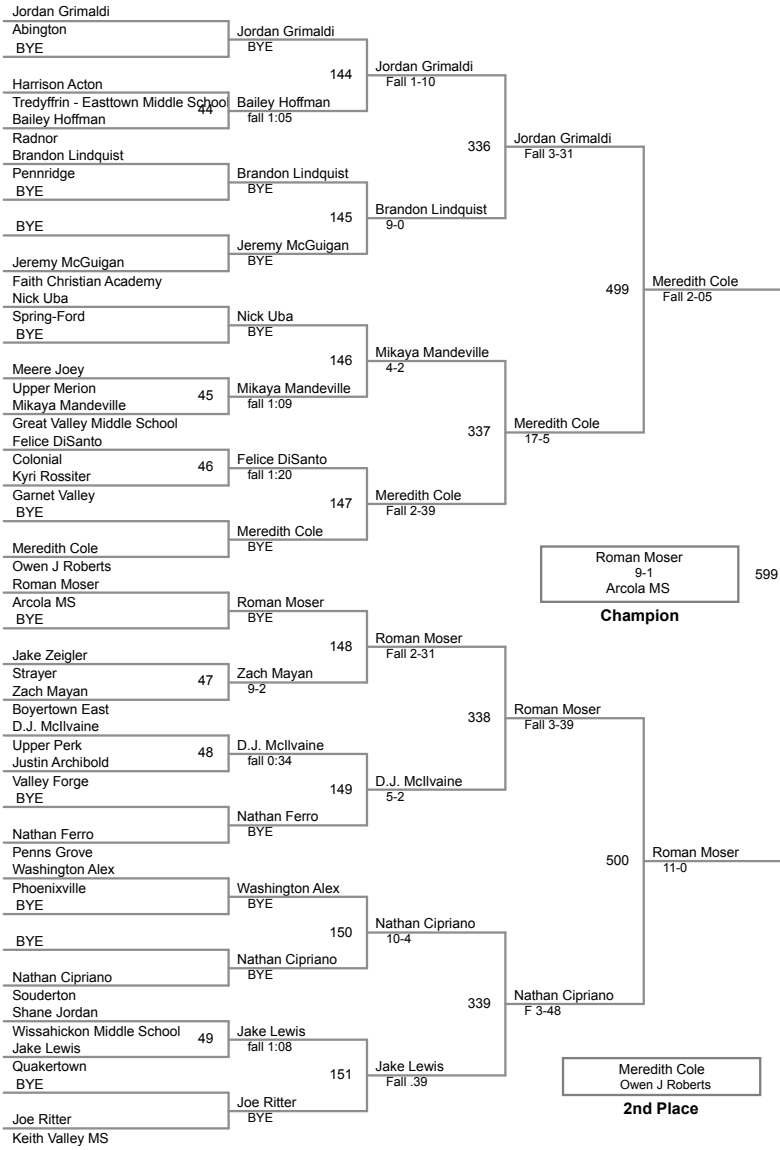 Jordan Grimaldi
Abington
BYE
Harrison Acton
Tredyffrin - Easttown Middle School
44
Bailey Hoffman
Radnor
Brandon Lindquist
Pennridge
BYE
BYE
Jeremy McGuigan
Faith Christian Academy
Nick Uba
Spring-Ford
BYE
Meere Joey
Upper Merion
45
Mikaya Mandeville
Great Valley Middle School
Felice DiSanto
Colonial
46
Kyri Rossiter
Garnet Valley
BYE
Meredith Cole
Owen J Roberts
Roman Moser
Arcola MS
BYE
Jake Zeigler
Strayer
47
Zach Mayan
Boyertown East
D.J. McIlvaine
Upper Perk
48
Justin Archibold
Valley Forge
BYE
Nathan Ferro
Penns Grove
Washington Alex
Phoenixville
BYE
BYE
Nathan Cipriano
Souderton
Shane Jordan
Wissahickon Middle School
49
Jake Lewis
Quakertown
BYE
Joe Ritter
Keith Valley MS
Jordan Grimaldi
BYE
144
Bailey Hoffman
fall 1:05
Brandon Lindquist
BYE
145
Jeremy McGuigan
BYE
Nick Uba
BYE
146
Mikaya Mandeville
fall 1:09
Felice DiSanto
fall 1:20
147
Meredith Cole
BYE
Roman Moser
BYE
148
Zach Mayan
9-2
D.J. McIlvaine
fall 0:34
149
Nathan Ferro
BYE
Washington Alex
BYE
150
Nathan Cipriano
BYE
Jake Lewis
fall 1:08
151
Joe Ritter
BYE
Jordan Grimaldi
Fall 1-10
336
Brandon Lindquist
9-0
Mikaya Mandeville
4-2
337
Meredith Cole
Fall 2-39
Roman Moser
Fall 2-31
338
D.J. McIlvaine
5-2
Nathan Cipriano
10-4
339
Jake Lewis
Fall .39
Jordan Grimaldi
Fall 3-31
499
Meredith Cole
17-5
Roman Moser
Fall 3-39
500
Nathan Cipriano
F 3-48
Meredith Cole
Fall 2-05
Roman Moser
9-1
Arcola MS
599
Champion
Roman Moser
11-0
Meredith Cole
Owen J Roberts
2nd Place